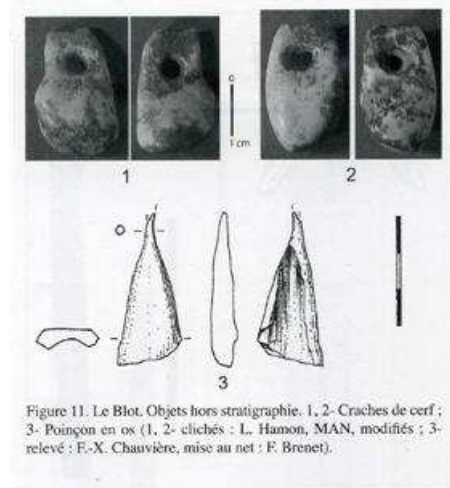 0
1 cm
1
2
3
Figure 11. Le Blot. Objets hors stratigraphie. 1, 2- Craches de cerf ;
3- Poinçon en os (1, 2- clichés : L. Hamon, MAN, modifiés ; 3-
relevé : F.-X. Chauvière, mise au net : F. Brenet).